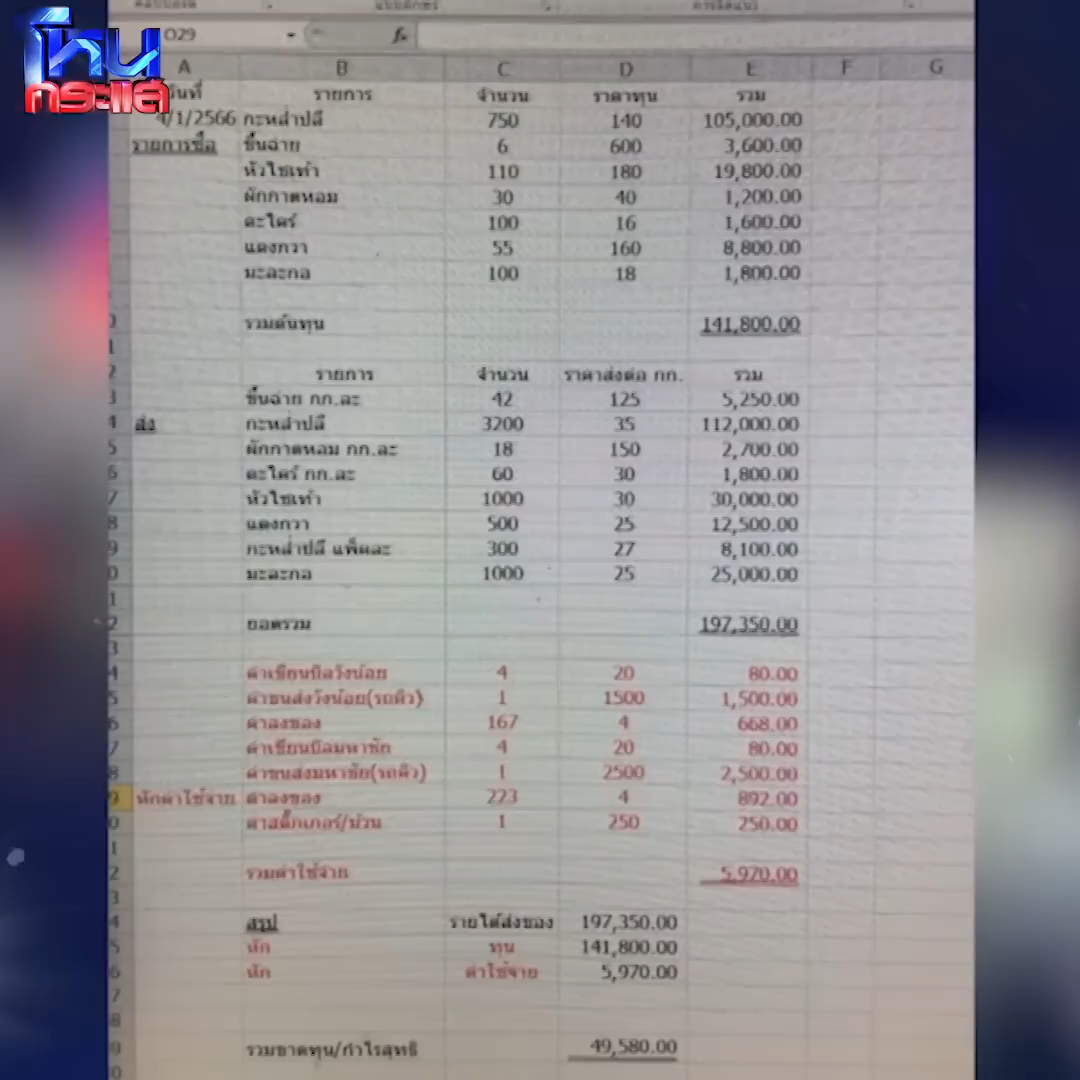 โหนกระแส
O29 fx
A B C D E F G
วันที่ รายการ จำนวน ราคาทุน รวม
4/1/2566 กะหล่ำปลี 750 140 105,000.00
รายการซื้อ ขึ้นฉ่าย 6 600 3,600.00
หัวไชเท้า 110 180 19,800.00
ผักกาดหอม 30 40 1,200.00
ตะไคร้ 100 16 1,600.00
แตงกวา 55 160 8,800.00
มะละกอ 100 18 1,800.00
รวมต้นทุน 141,800.00
รายการ จำนวน ราคาส่งต่อ กก. รวม
ขึ้นฉ่าย กก.ละ 42 125 5,250.00
ส่ง กะหล่ำปลี 3200 35 112,000.00
ผักกาดหอม กก.ละ 18 150 2,700.00
ตะไคร้ กก.ละ 60 30 1,800.00
หัวไชเท้า 1000 30 30,000.00
แตงกวา 500 25 12,500.00
กะหล่ำปลี แพ็คละ 300 27 8,100.00
มะละกอ 1000 25 25,000.00
ยอดรวม 197,350.00
ค่าเขียนบิลวังน้อย 4 20 80.00
ค่าขนส่งวังน้อย(รถคิว) 1 1500 1,500.00
ค่าลงของ 167 4 668.00
ค่าเขียนบิลมหาชัย 4 20 80.00
ค่าขนส่งมหาชัย(รถคิว) 1 2500 2,500.00
หักค่าใช้จ่าย ค่าลงของ 223 4 892.00
ค่าสติ๊กเกอร์/ม้วน 1 250 250.00
รวมค่าใช้จ่าย 5,970.00
สรุป รายได้ส่งของ 197,350.00
หัก ทุน 141,800.00
หัก ค่าใช้จ่าย 5,970.00
รวมขาดทุน/กำไรสุทธิ 49,580.00